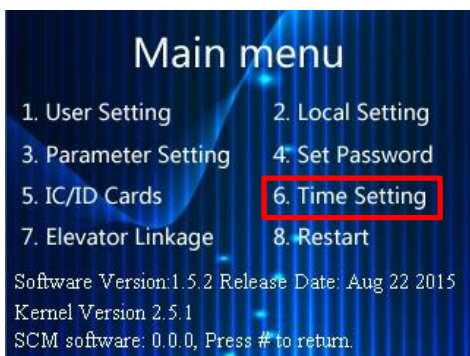 Main menu
1. User Setting 2. Local Setting
3. Parameter Setting 4. Set Password
5. IC/ID Cards 6. Time Setting
7. Elevator Linkage 8. Restart
Software Version:1.5.2 Release Date: Aug 22 2015
Kernel Version 2.5.1
SCM software: 0.0.0, Press # to return.